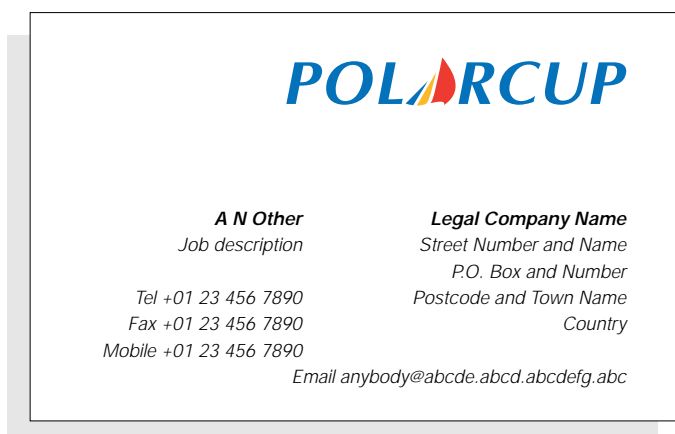 POLARCUP
A N Other
Job description
Tel +01 23 456 7890
Fax +01 23 456 7890
Mobile +01 23 456 7890
Legal Company Name
Street Number and Name
P.O. Box and Number
Postcode and Town Name
Country
Email anybody@abcde.abcd.abcdefg.abc